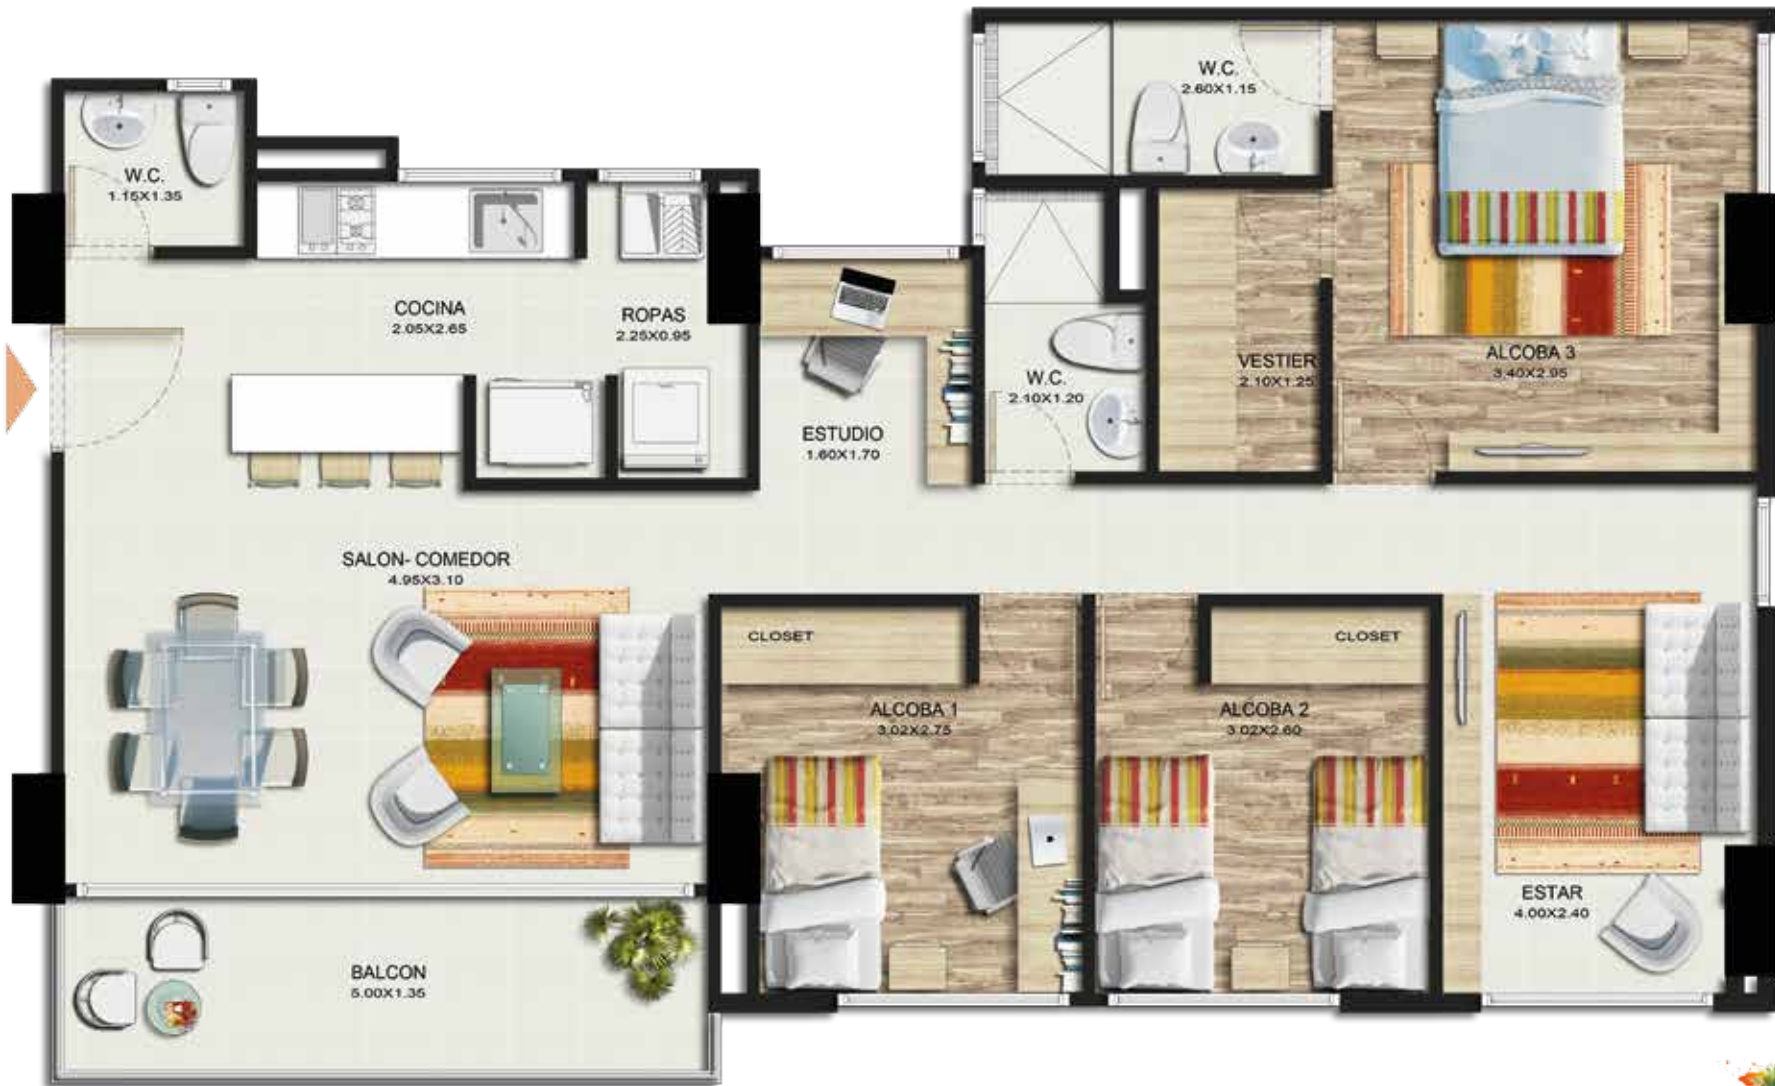 W.C.
2.60X1.15
W.C.
1.15X1.35
COCINA
2.05X2.65
ROPAS
2.25X0.95
VESTIER
2.10X1.25
ALCOBA 3
3.40X2.95
W.C.
2.10X1.20
ESTUDIO
1.60X1.70
SALON- COMEDOR
4.95X3.10
CLOSET
CLOSET
ALCOBA 1
3.02X2.75
ALCOBA 2
3.02X2.60
ESTAR
4.00X2.40
BALCON
5.00X1.35